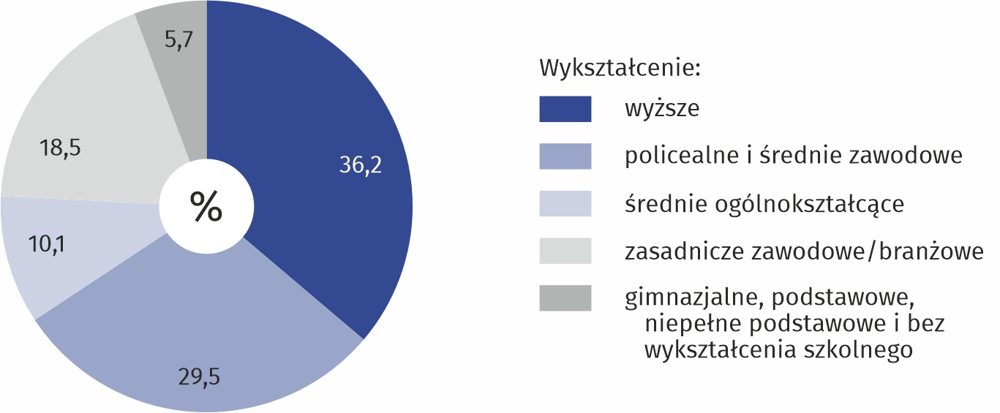 5,7
36,2
18,5
%
10,1
29,5
Wykształcenie:
wyższe
policealne i średnie zawodowe
średnie ogólnokształcące
zasadnicze zawodowe/branżowe
gimnazjalne, podstawowe,
niepełne podstawowe i bez
wykształcenia szkolnego